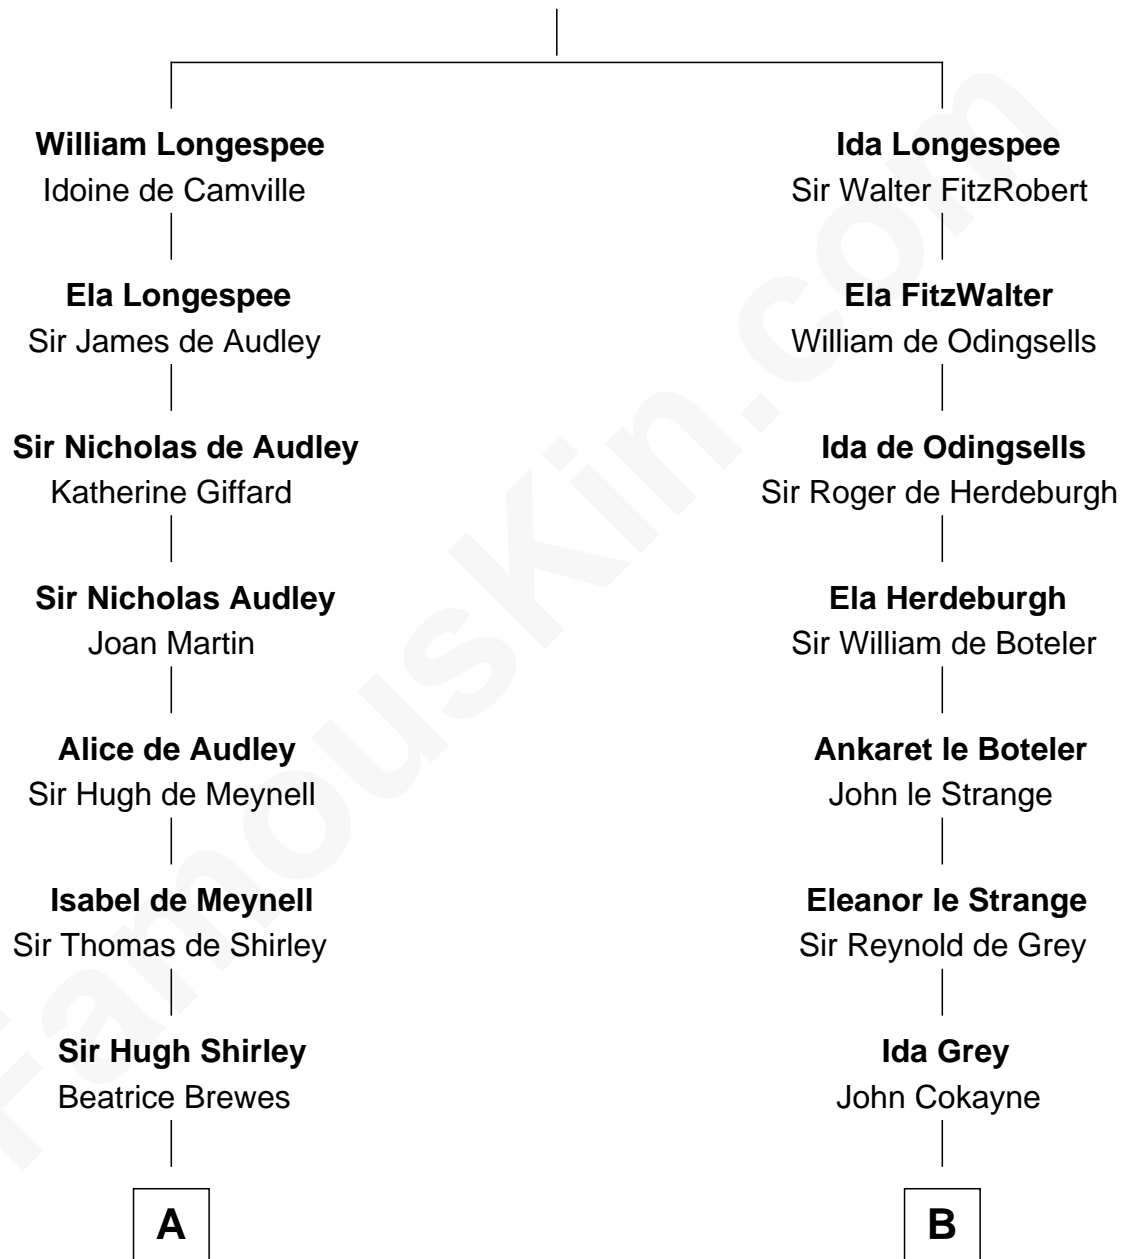 William Longespee
Idoine de Camville
Ida Longespee
Sir Walter FitzRobert
Ela Longespee
Sir James de Audley
Ela FitzWalter
William de Odingsells
Sir Nicholas de Audley
Katherine Giffard
Ida de Odingsells
Sir Roger de Herdeburgh
Sir Nicholas Audley
Joan Martin
Ela Herdeburgh
Sir William de Boteler
Alice de Audley
Sir Hugh de Meynell
Ankaret le Boteler
John le Strange
Isabel de Meynell
Sir Thomas de Shirley
Eleanor le Strange
Sir Reynold de Grey
Sir Hugh Shirley
Beatrice Brewes
Ida Grey
John Cokayne
A
B
FamousKin.com